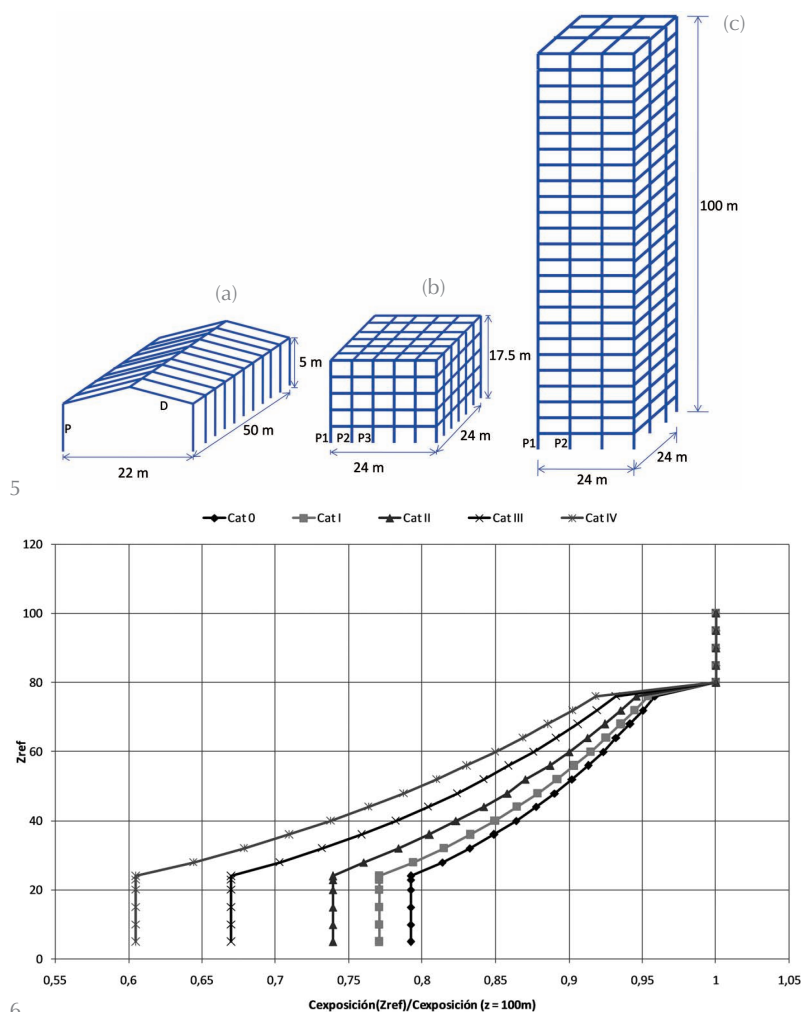 (a)
(b)
(c)
5 m
50 m
22 m
P
D
17.5 m
24 m
24 m
P1 P2 P3
100 m
24 m
24 m
P1 P2
5
Cat 0 Cat I Cat II Cat III Cat IV
Zref
120
100
80
60
40
20
0
0,55 0,6 0,65 0,7 0,75 0,8 0,85 0,9 0,95 1 1,05
Cexposición(Zref)/Cexposición (z = 100m)
6